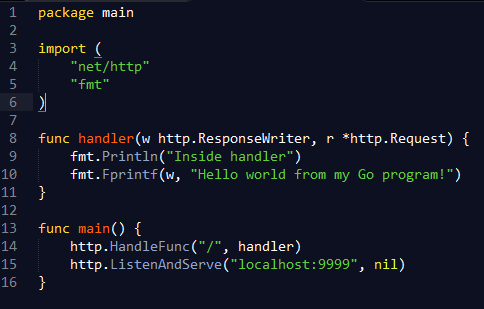 1 package main
2
3 import (
4     "net/http"
5     "fmt"
6 )
7
8 func handler(w http.ResponseWriter, r *http.Request) {
9     fmt.Println("Inside handler")
10     fmt.Fprintf(w, "Hello world from my Go program!")
11 }
12
13 func main() {
14     http.HandleFunc("/", handler)
15     http.ListenAndServe("localhost:9999", nil)
16 }